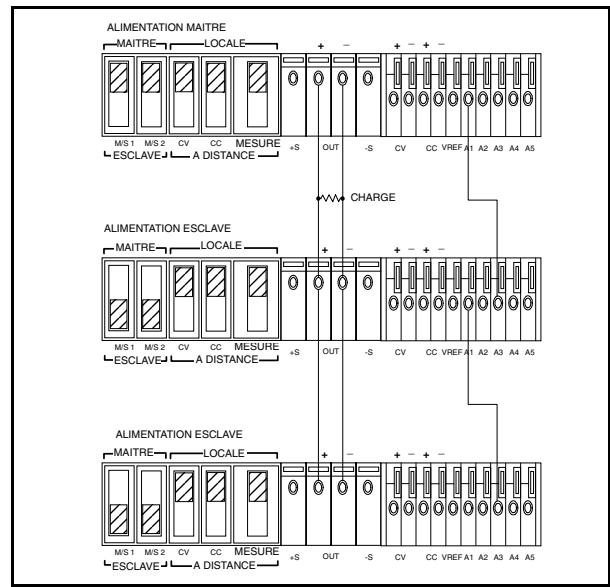 ALIMENTATION MAITRE
MAITRE LOCALE
+ − + − + −
M/S 1 M/S 2 CV CC MESURE +S OUT -S CV CC VREF A1 A2 A3 A4 A5
ESCLAVE A DISTANCE
CHARGE
ALIMENTATION ESCLAVE
MAITRE LOCALE
+ − + − + −
M/S 1 M/S 2 CV CC MESURE +S OUT -S CV CC VREF A1 A2 A3 A4 A5
ESCLAVE A DISTANCE
ALIMENTATION ESCLAVE
MAITRE LOCALE
+ − + − + −
M/S 1 M/S 2 CV CC MESURE +S OUT -S CV CC VREF A1 A2 A3 A4 A5
ESCLAVE A DISTANCE